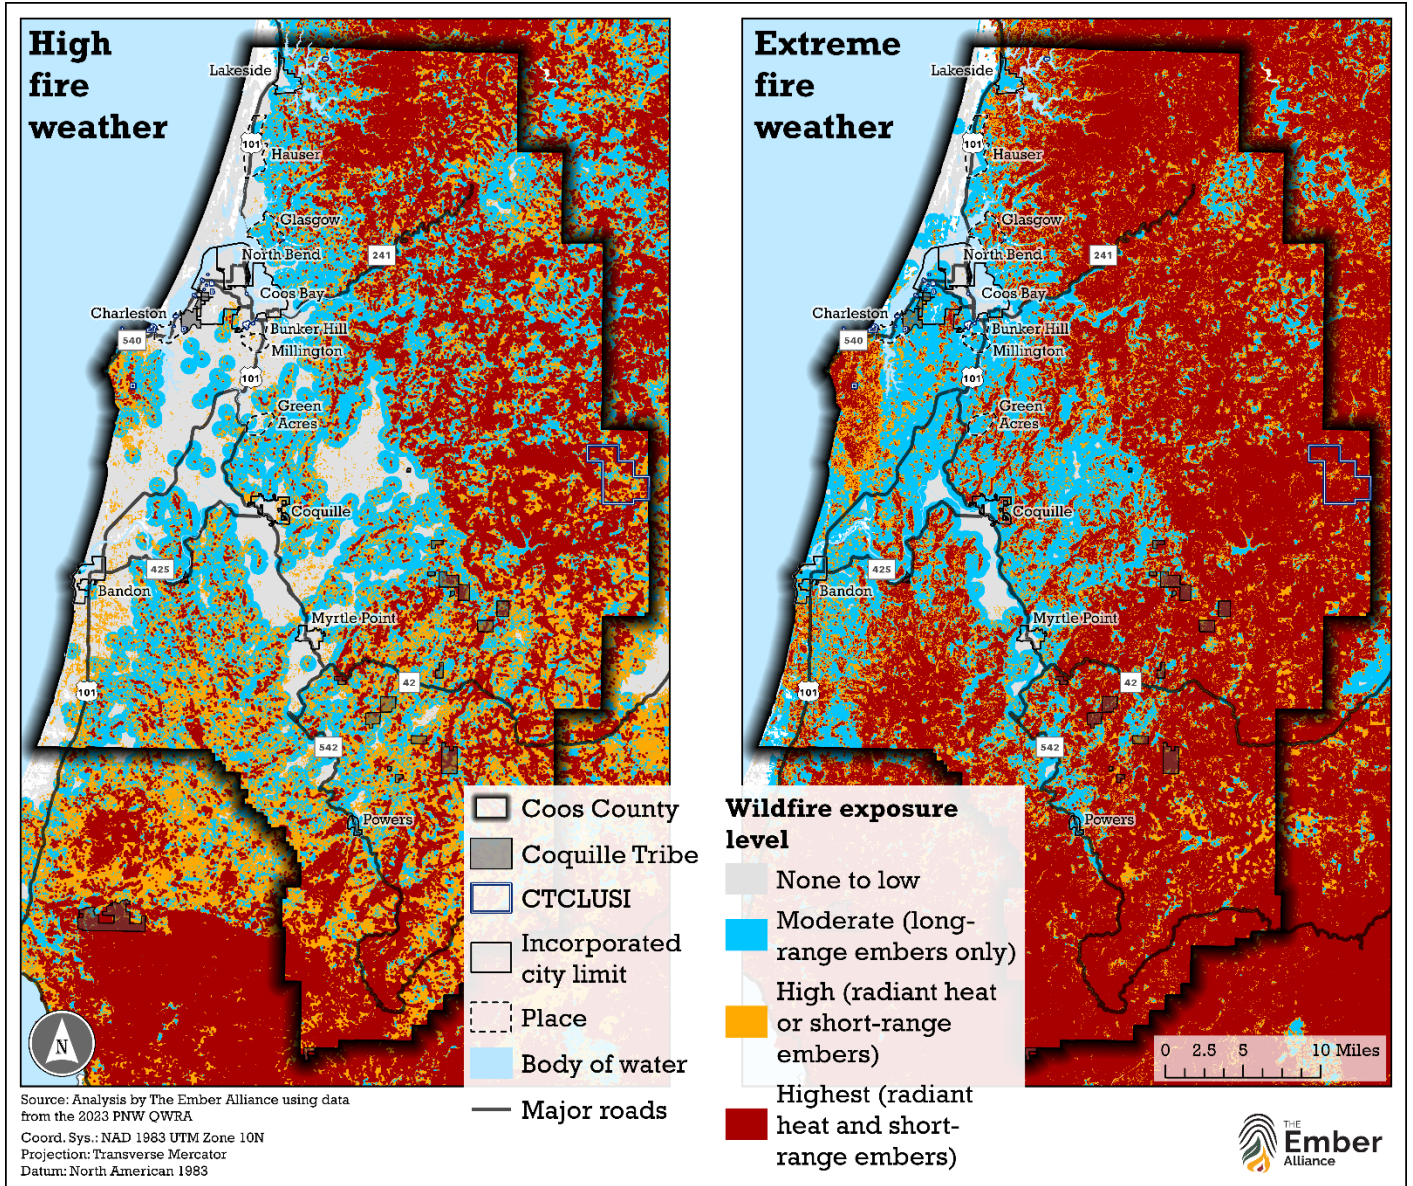 High
fire
weather
Lakeside
101
Hauser
Glasgow
241
North Bend
Coos Bay
Charleston
Bunker Hill
540
Millington
101
Green
Acres
Coquille
425
Bandon
Myrtle Point
42
101
542
Powers
N
Extreme
fire
weather
Lakeside
101
Hauser
Glasgow
241
North Bend
Coos Bay
Charleston
Bunker Hill
540
Millington
101
Green
Acres
Coquille
425
Bandon
Myrtle Point
42
101
542
Powers
Coos County
Coquille Tribe
CTCLUSI
Incorporated
city limit
Place
Body of water
Major roads
Wildfire exposure
level
None to low
Moderate (long-
range embers only)
High (radiant heat
or short-range
embers)
Highest (radiant
heat and short-
range embers)
0 2.5 5 10 Miles
Source: Analysis by The Ember Alliance using data
from the 2023 PNW QWRA
Coord. Sys.: NAD 1983 UTM Zone 10N
Projection: Transverse Mercator
Datum: North American 1983
THE
Ember
Alliance